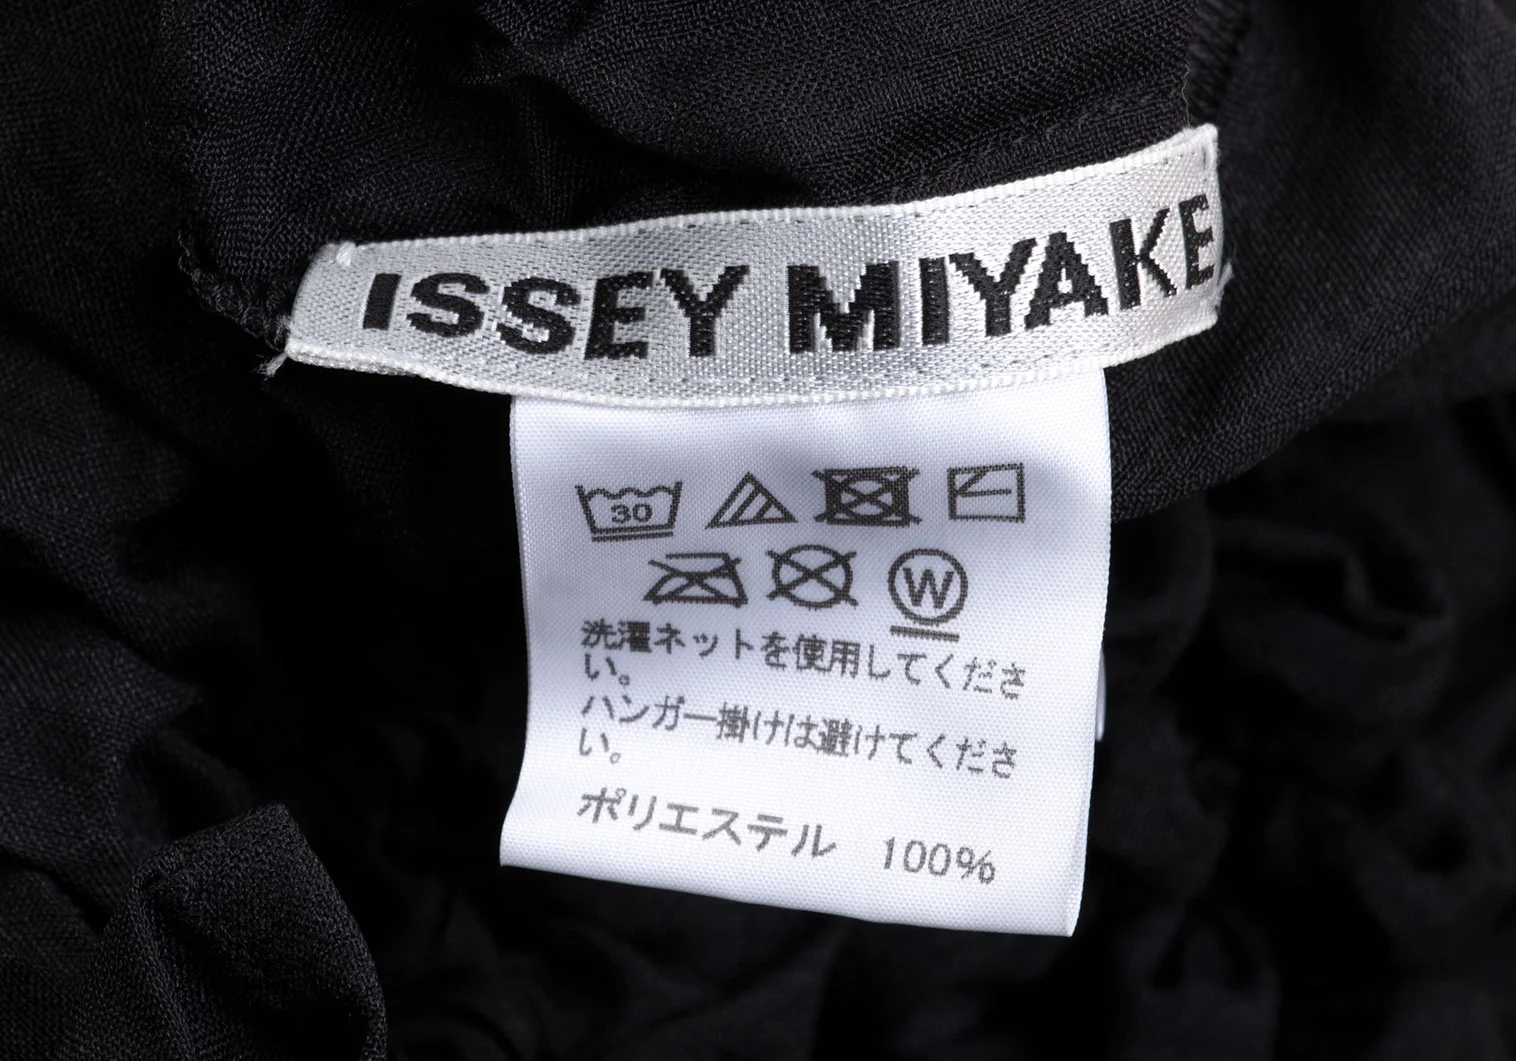 ISSEY MIYAKE
30
W
洗濯ネットを使用してくださ
い。
ハンガー掛けは避けてくださ
い。
ポリエステル 100%